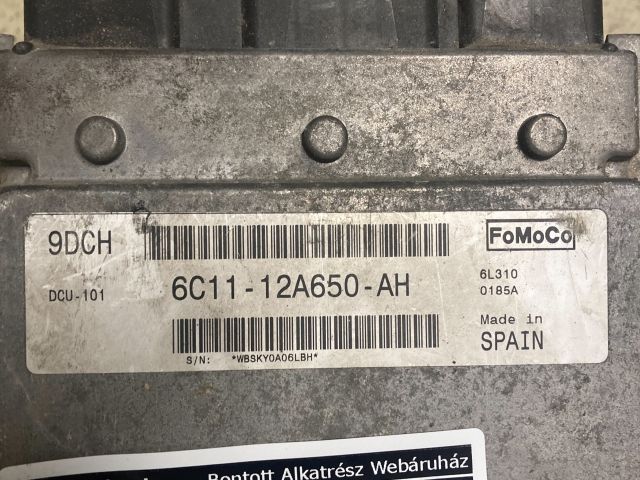 9DCH
FoMoCo
DCU-101
6C11-12A650-AH
6L310
0185A
S/N: *WBSKY0A06LBH*
Made in
SPAIN
Bontott Alkatrész Webáruház